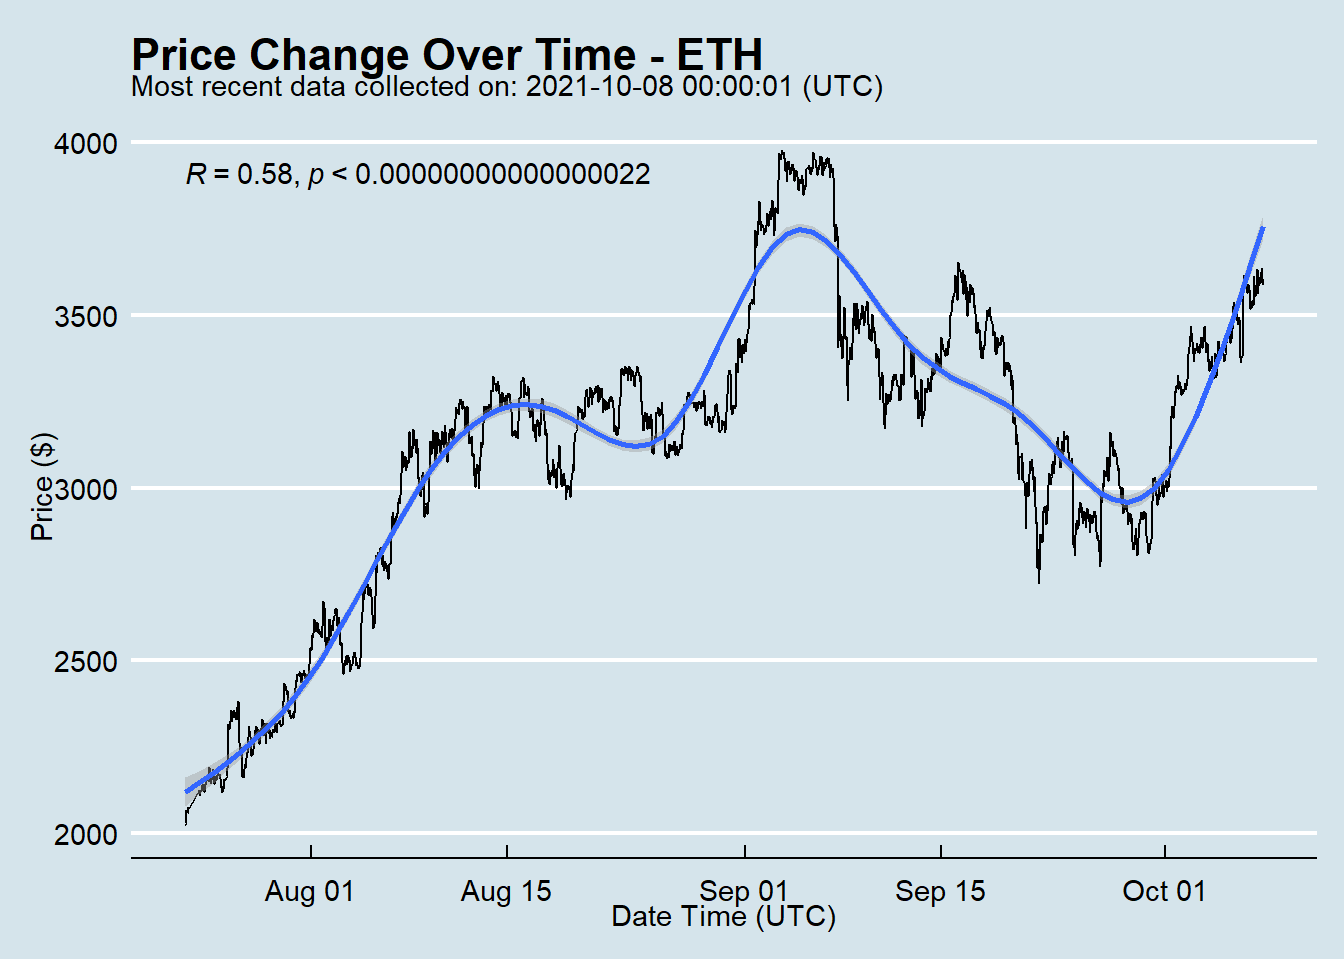 Price Change Over Time - ETH
Most recent data collected on: 2021-10-08 00:00:01 (UTC)
R = 0.58, p < 0.00000000000000022
4000
3500
3000
2500
2000
Price ($)
Aug 01
Aug 15
Sep 01
Sep 15
Oct 01
Date Time (UTC)